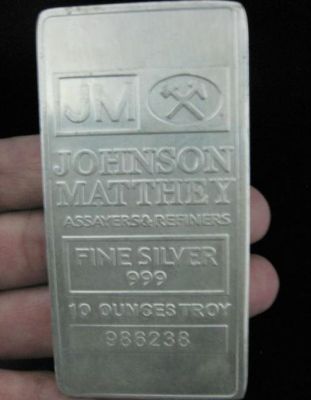 JM
JOHNSON
MATTHEY
ASSAYERS & REFINERS
FINE SILVER
999
10 OUNCES TROY
986238